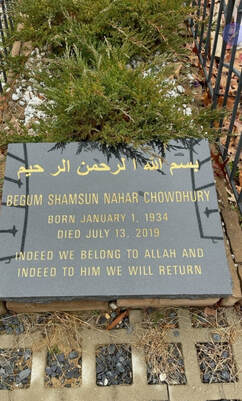 بسم الله الرحمن الرحيم
BEGUM SHAMSUN NAHAR CHOWDHURY
BORN JANUARY 1, 1934
DIED JULY 13, 2019
INDEED WE BELONG TO ALLAH AND
INDEED TO HIM WE WILL RETURN